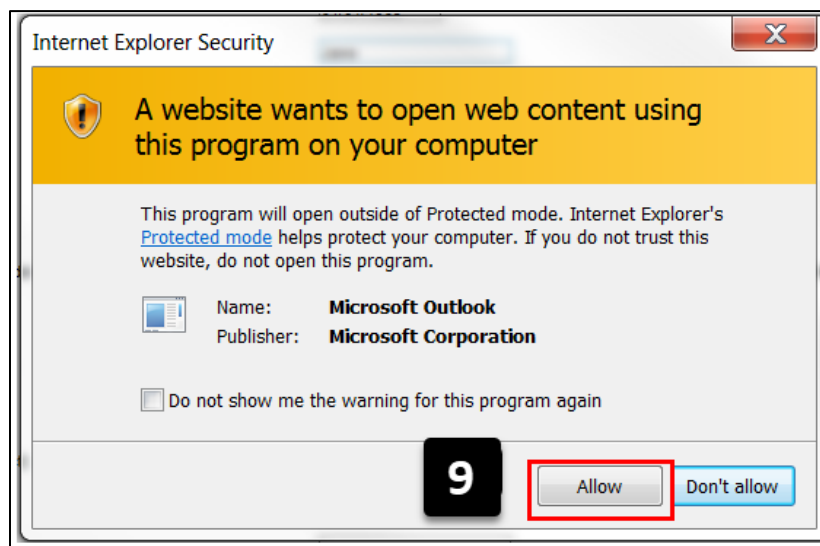 Internet Explorer Security
A website wants to open web content using
this program on your computer
This program will open outside of Protected mode. Internet Explorer's
Protected mode helps protect your computer. If you do not trust this
website, do not open this program.
Name: Microsoft Outlook
Publisher: Microsoft Corporation
Do not show me the warning for this program again
9
Allow Don't allow